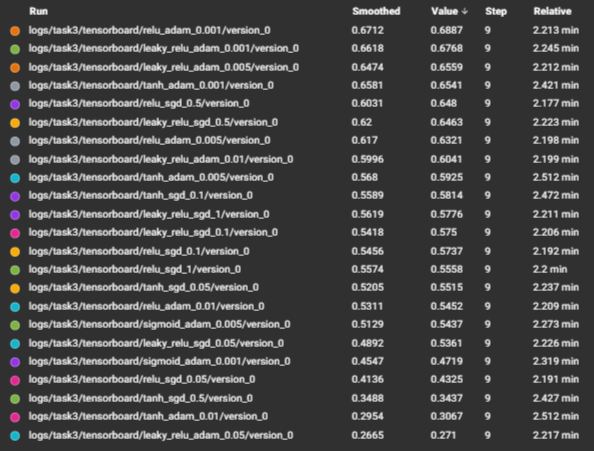 Run Smoothed Value ↓ Step Relative
logs/task3/tensorboard/relu_adam_0.001/version_0 0.6712 0.6887 9 2.213 min
logs/task3/tensorboard/leaky_relu_adam_0.001/version_0 0.6618 0.6768 9 2.245 min
logs/task3/tensorboard/leaky_relu_adam_0.005/version_0 0.6474 0.6559 9 2.212 min
logs/task3/tensorboard/tanh_adam_0.001/version_0 0.6581 0.6541 9 2.421 min
logs/task3/tensorboard/relu_sgd_0.5/version_0 0.6031 0.648 9 2.177 min
logs/task3/tensorboard/leaky_relu_sgd_0.5/version_0 0.62 0.6463 9 2.223 min
logs/task3/tensorboard/relu_adam_0.005/version_0 0.617 0.6321 9 2.198 min
logs/task3/tensorboard/leaky_relu_adam_0.01/version_0 0.5996 0.6041 9 2.199 min
logs/task3/tensorboard/tanh_adam_0.005/version_0 0.568 0.5925 9 2.512 min
logs/task3/tensorboard/tanh_sgd_0.1/version_0 0.5589 0.5814 9 2.472 min
logs/task3/tensorboard/leaky_relu_sgd_1/version_0 0.5619 0.5776 9 2.211 min
logs/task3/tensorboard/leaky_relu_sgd_0.1/version_0 0.5418 0.575 9 2.206 min
logs/task3/tensorboard/relu_sgd_0.1/version_0 0.5456 0.5737 9 2.192 min
logs/task3/tensorboard/relu_sgd_1/version_0 0.5574 0.5558 9 2.2 min
logs/task3/tensorboard/tanh_sgd_0.05/version_0 0.5205 0.5515 9 2.237 min
logs/task3/tensorboard/relu_adam_0.01/version_0 0.5311 0.5452 9 2.209 min
logs/task3/tensorboard/sigmoid_adam_0.005/version_0 0.5129 0.5437 9 2.273 min
logs/task3/tensorboard/leaky_relu_sgd_0.05/version_0 0.4892 0.5361 9 2.226 min
logs/task3/tensorboard/sigmoid_adam_0.001/version_0 0.4547 0.4719 9 2.319 min
logs/task3/tensorboard/relu_sgd_0.05/version_0 0.4136 0.4325 9 2.191 min
logs/task3/tensorboard/tanh_sgd_0.5/version_0 0.3488 0.3437 9 2.427 min
logs/task3/tensorboard/tanh_adam_0.01/version_0 0.2954 0.3067 9 2.512 min
logs/task3/tensorboard/leaky_relu_adam_0.05/version_0 0.2665 0.271 9 2.217 min